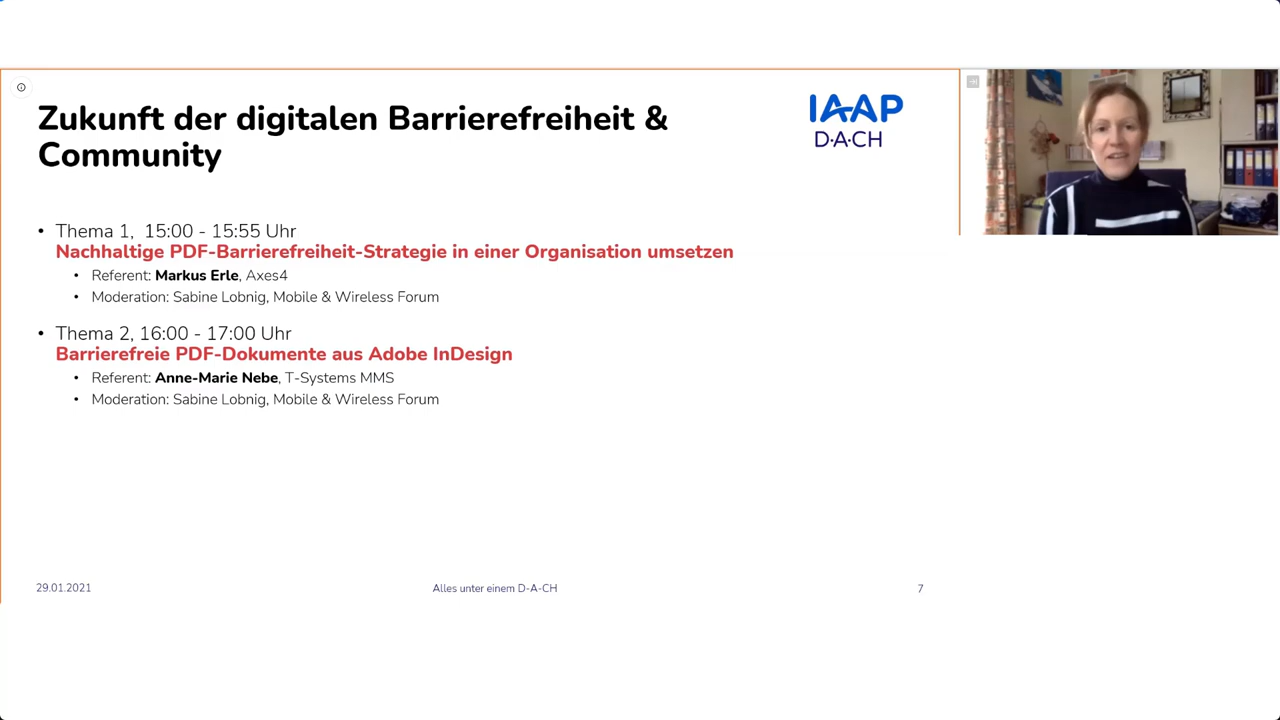 Zukunft der digitalen Barrierefreiheit &
Community
IAAP
D·A·CH
• Thema 1, 15:00 - 15:55 Uhr
Nachhaltige PDF-Barrierefreiheit-Strategie in einer Organisation umsetzen
• Referent: Markus Erle, Axes4
• Moderation: Sabine Lobnig, Mobile & Wireless Forum
• Thema 2, 16:00 - 17:00 Uhr
Barrierefreie PDF-Dokumente aus Adobe InDesign
• Referent: Anne-Marie Nebe, T-Systems MMS
• Moderation: Sabine Lobnig, Mobile & Wireless Forum
29.01.2021
Alles unter einem D-A-CH
7